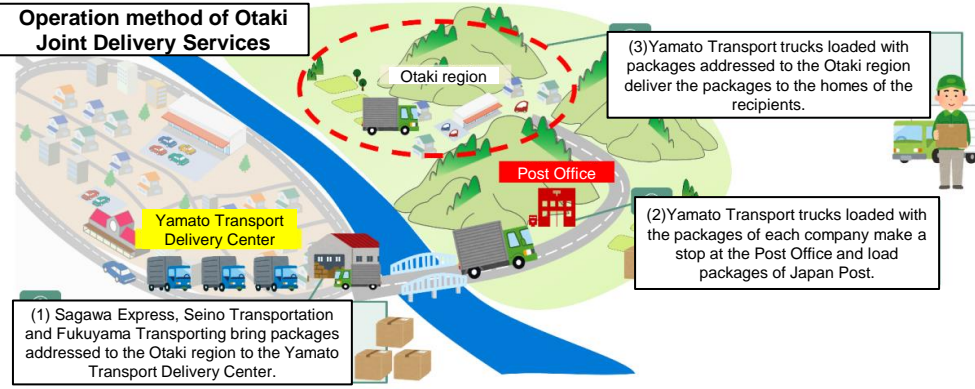 Operation method of Otaki
Joint Delivery Services
Otaki region
(3)Yamato Transport trucks loaded with
packages addressed to the Otaki region
deliver the packages to the homes of the
recipients.
Post Office
Yamato Transport
Delivery Center
(2)Yamato Transport trucks loaded with
the packages of each company make a
stop at the Post Office and load
packages of Japan Post.
(1) Sagawa Express, Seino Transportation
and Fukuyama Transporting bring packages
addressed to the Otaki region to the Yamato
Transport Delivery Center.